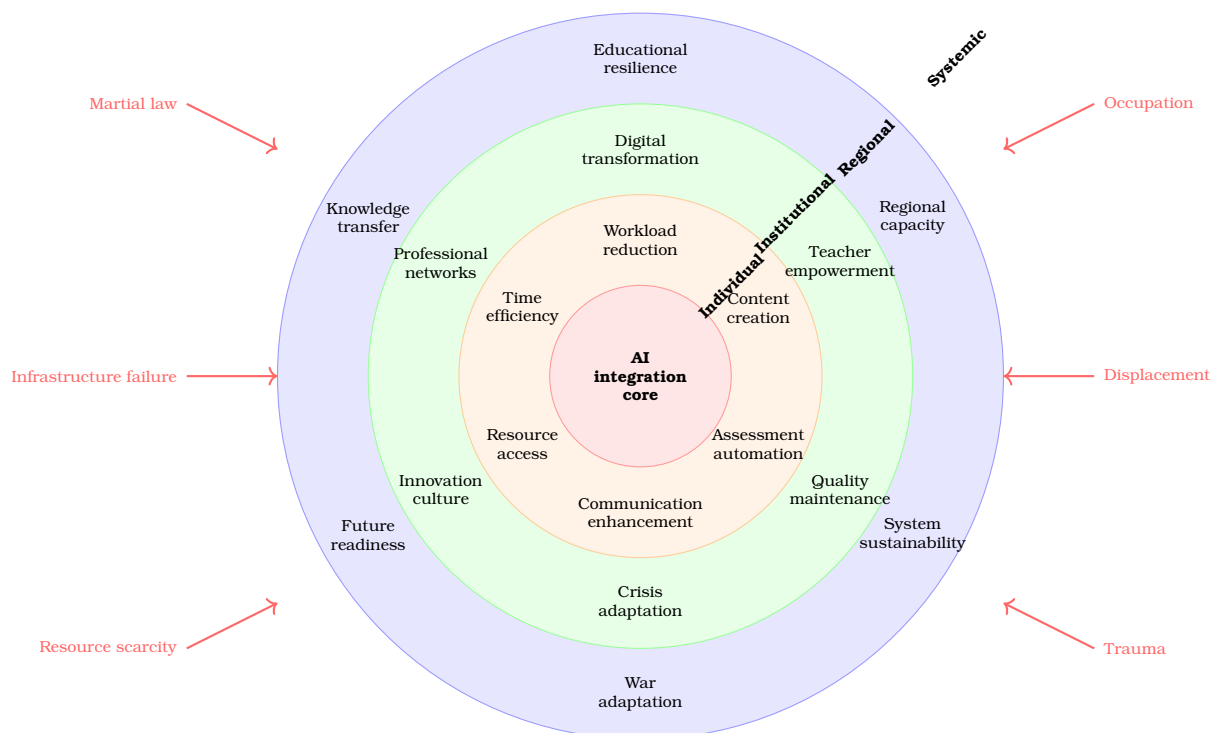 Educational
resilience
Systemic
Martial law
Occupation
Digital
transformation
Regional
Knowledge
transfer
Regional
capacity
Institutional
Workload
reduction
Professional
networks
Teacher
empowerment
Individual
Time
efficiency
Content
creation
AI
integration
core
Infrastructure failure
Displacement
Resource
access
Assessment
automation
Innovation
culture
Quality
maintenance
Communication
enhancement
Future
readiness
System
sustainability
Crisis
adaptation
Resource scarcity
Trauma
War
adaptation